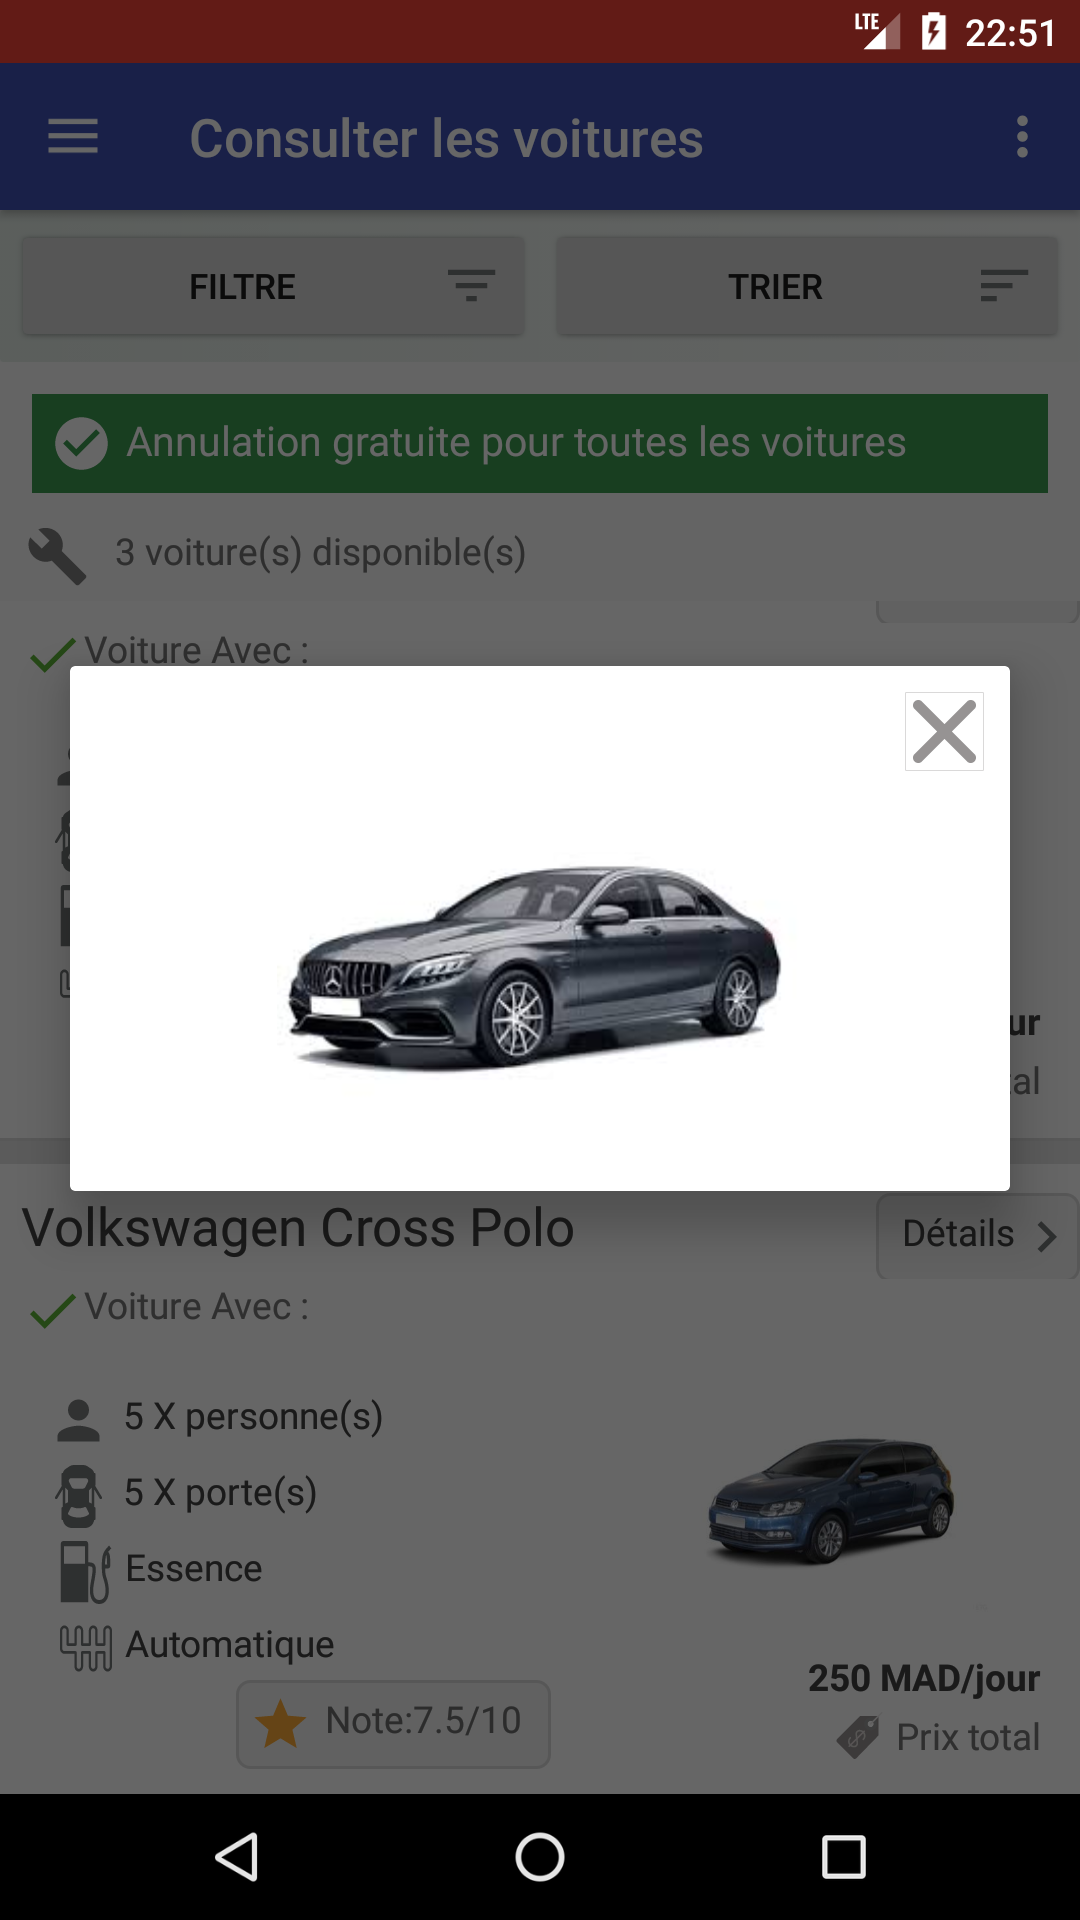 LTE 22:51
Consulter les voitures
FILTRE TRIER
Annulation gratuite pour toutes les voitures
3 voiture(s) disponible(s)
Voiture Avec :
ur
tal
Volkswagen Cross Polo Détails
Voiture Avec :
5 X personne(s)
5 X porte(s)
Essence
Automatique
250 MAD/jour
Note:7.5/10
Prix total